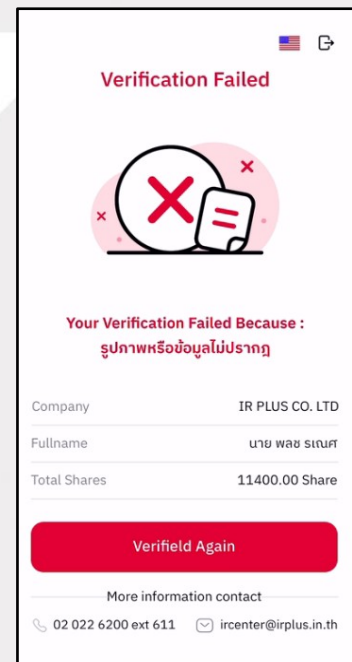 Verification Failed
Your Verification Failed Because :
รูปภาพหรือข้อมูลไม่ปรากฏ
Company IR PLUS CO. LTD
Fullname นาย พลช ธเณศ
Total Shares 11400.00 Share
Verifield Again
More information contact
02 022 6200 ext 611 ircenter@irplus.in.th